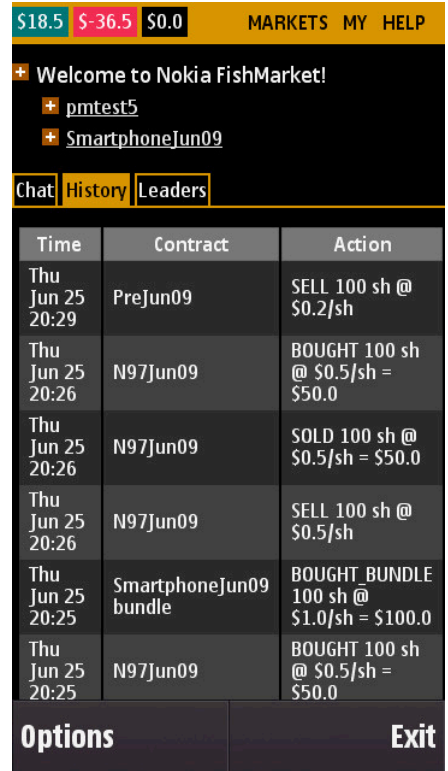 $18.5 $-36.5 $0.0 MARKETS MY HELP
Welcome to Nokia FishMarket!
pmtest5
SmartphoneJun09
Chat History Leaders
Time Contract Action
Thu
Jun 25
20:29
PreJun09
SELL 100 sh @
$0.2/sh
Thu
Jun 25
20:26
N97Jun09
BOUGHT 100 sh
@ $0.5/sh =
$50.0
Thu
Jun 25
20:26
N97Jun09
SOLD 100 sh @
$0.5/sh = $50.0
Thu
Jun 25
20:26
N97Jun09
SELL 100 sh @
$0.5/sh
Thu
Jun 25
20:25
SmartphoneJun09
bundle
BOUGHT_BUNDLE
100 sh @
$1.0/sh = $100.0
Thu
Jun 25
20:25
N97Jun09
BOUGHT 100 sh
@ $0.5/sh =
$50.0
Options Exit